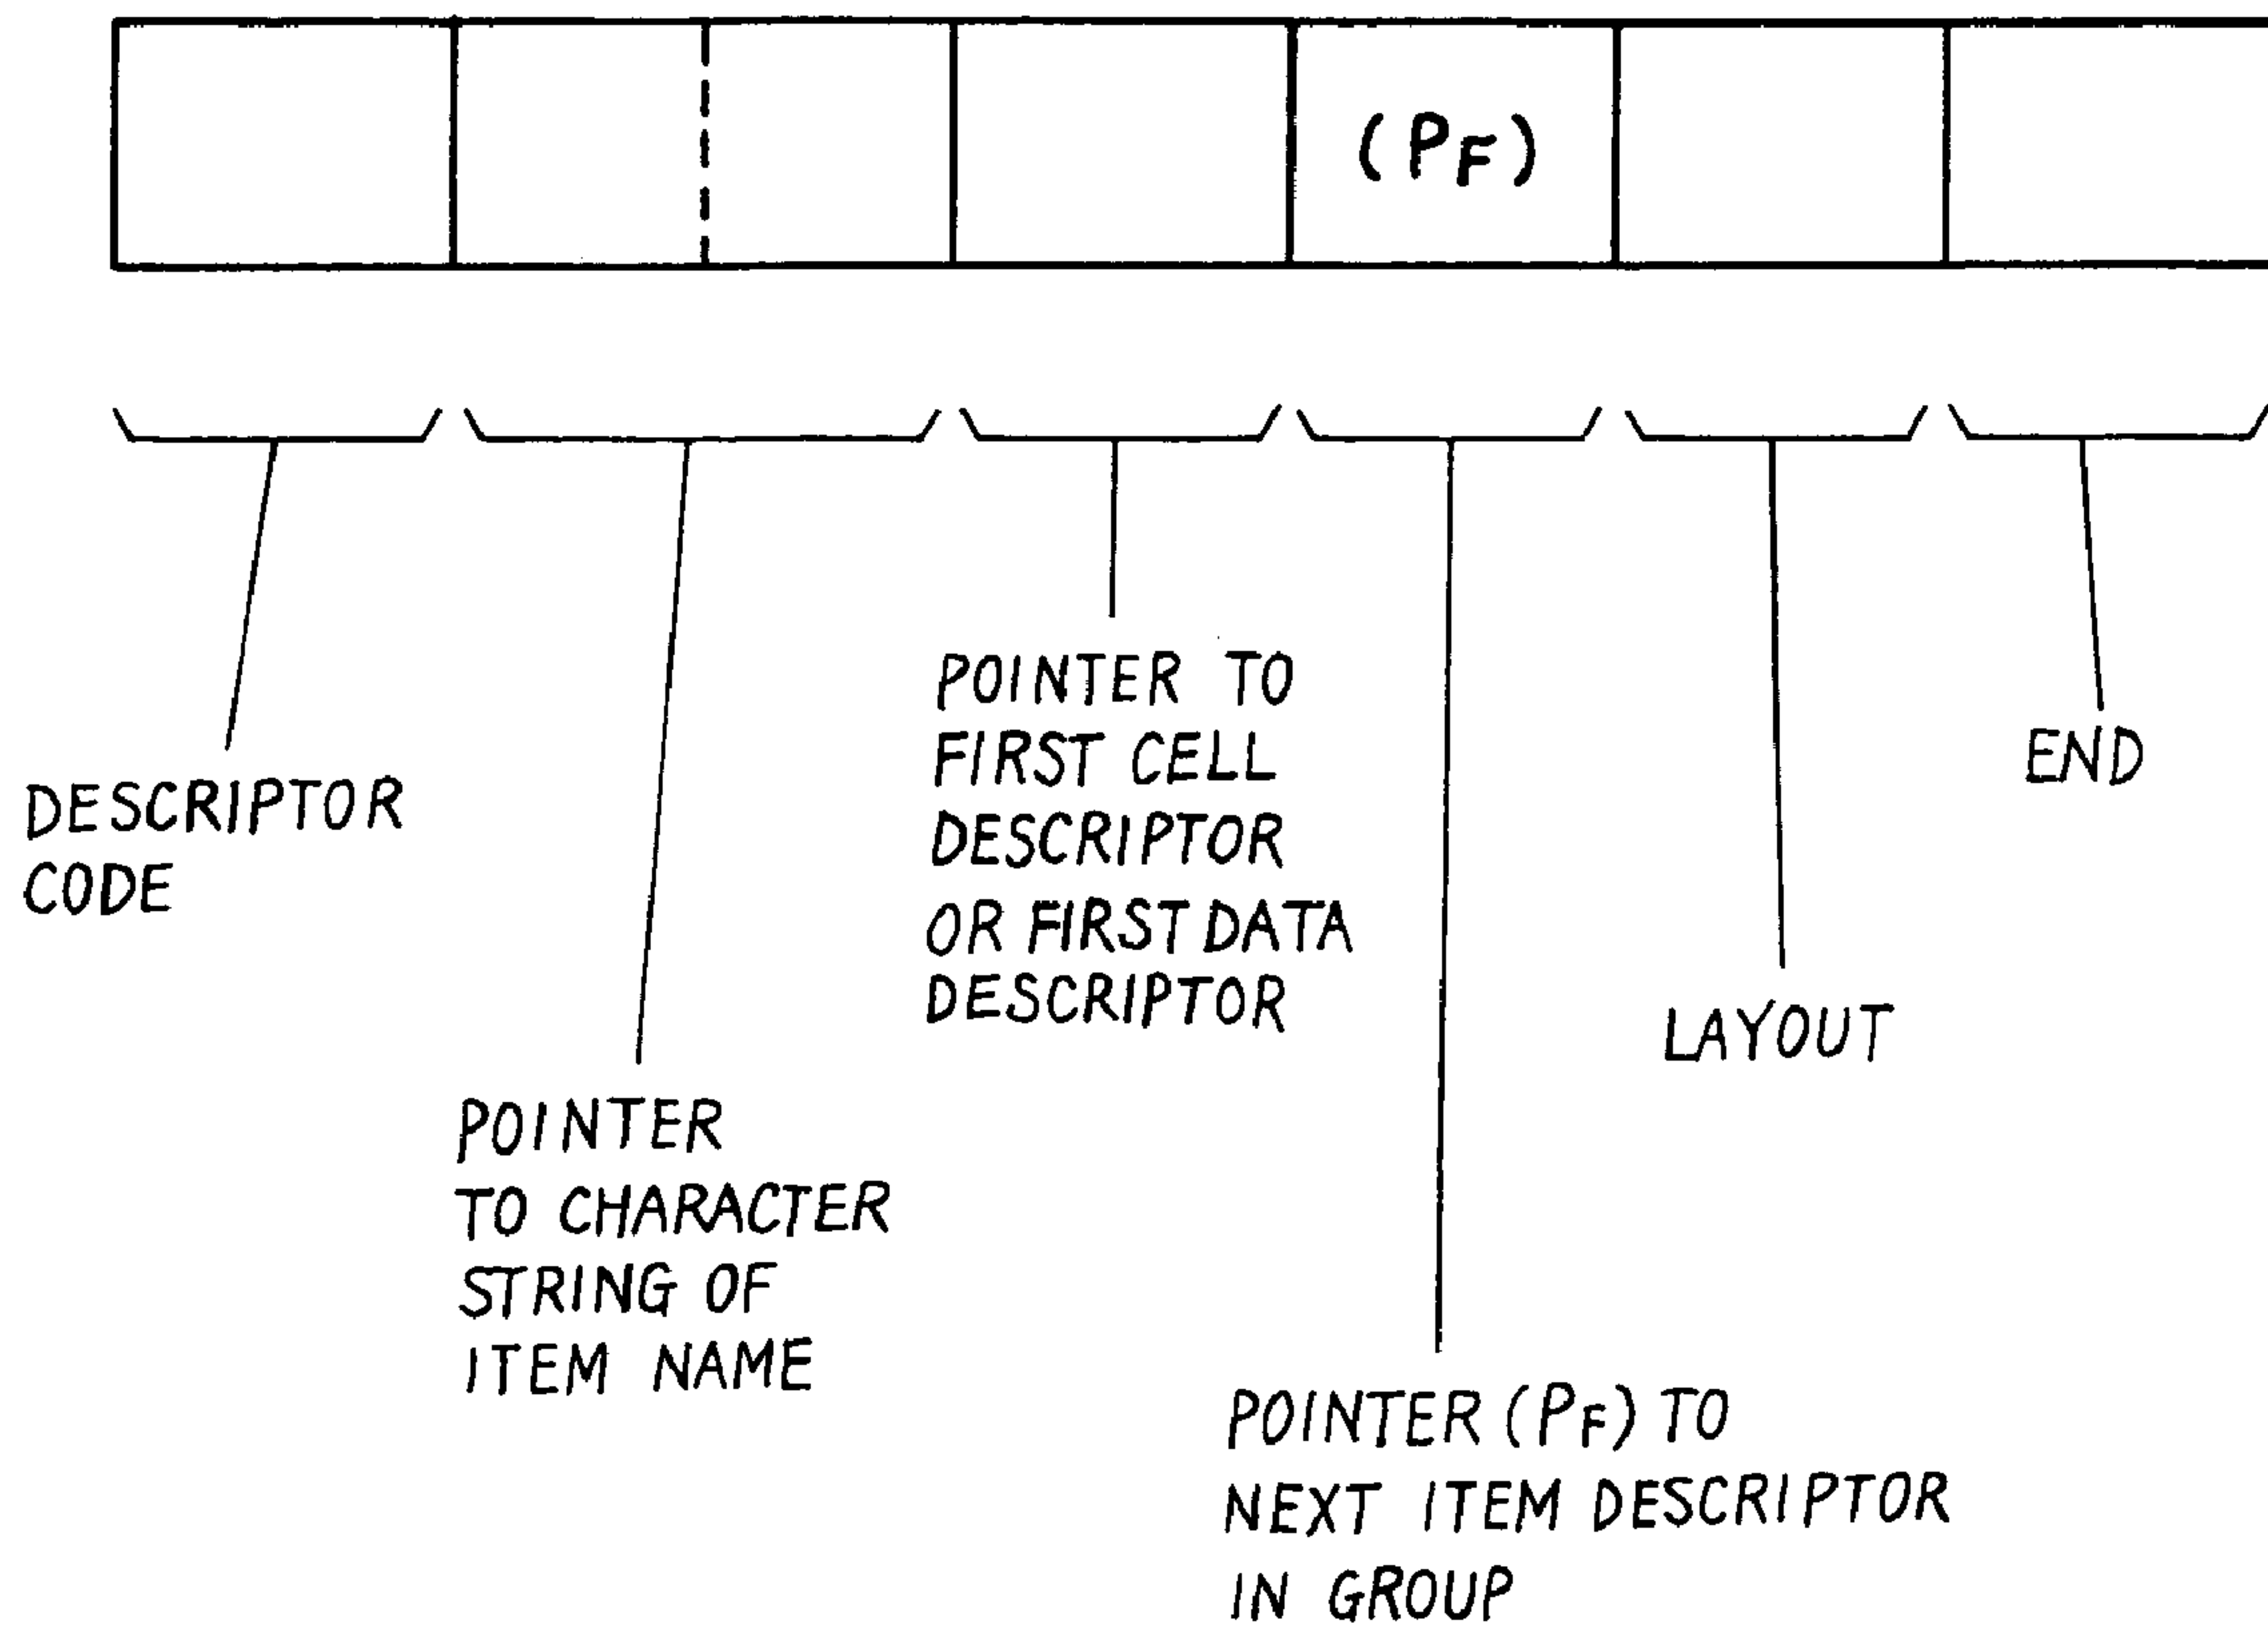 (PF)
DESCRIPTOR
CODE
POINTER
TO CHARACTER
STRING OF
ITEM NAME
POINTER TO
FIRST CELL
DESCRIPTOR
OR FIRST DATA
DESCRIPTOR
POINTER (PF) TO
NEXT ITEM DESCRIPTOR
IN GROUP
LAYOUT
END